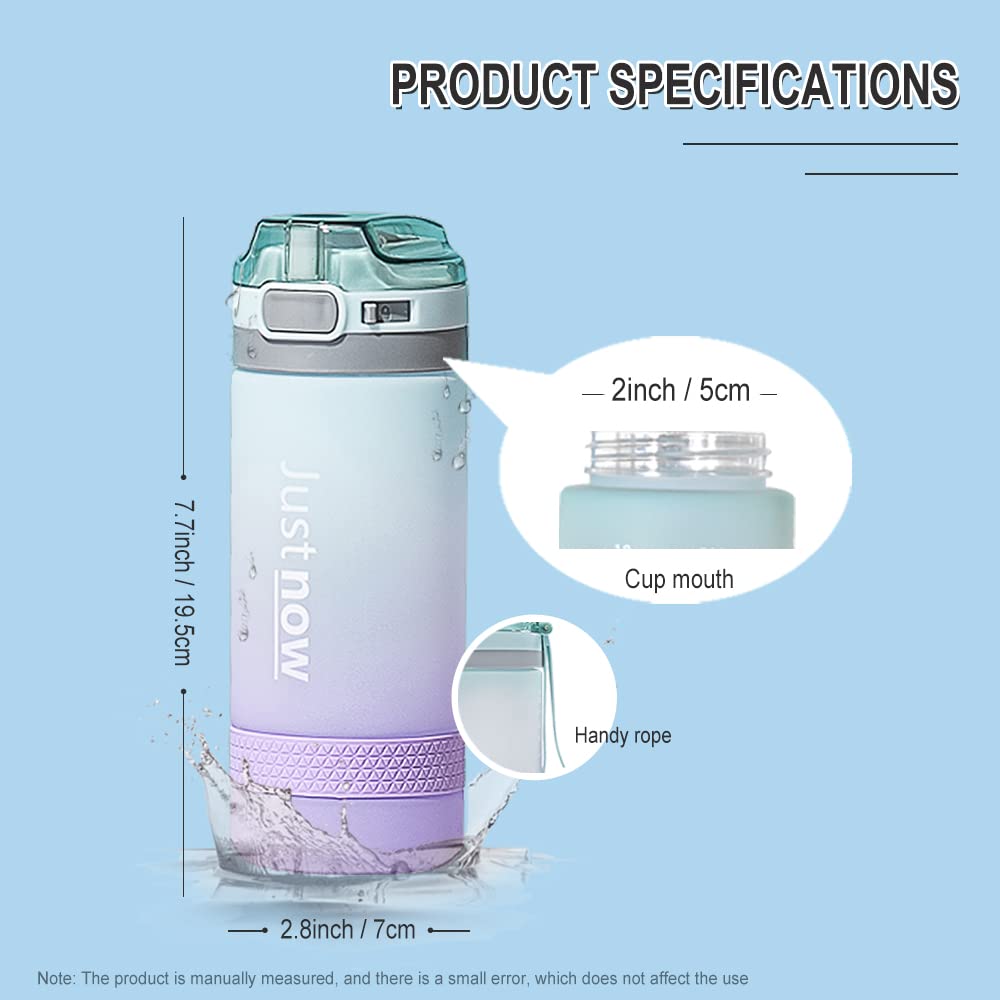 PRODUCT SPECIFICATIONS
2inch / 5cm
Cup mouth
7.7inch / 19.5cm
Just now
Handy rope
2.8inch / 7cm
Note: The product is manually measured, and there is a small error, which does not affect the use